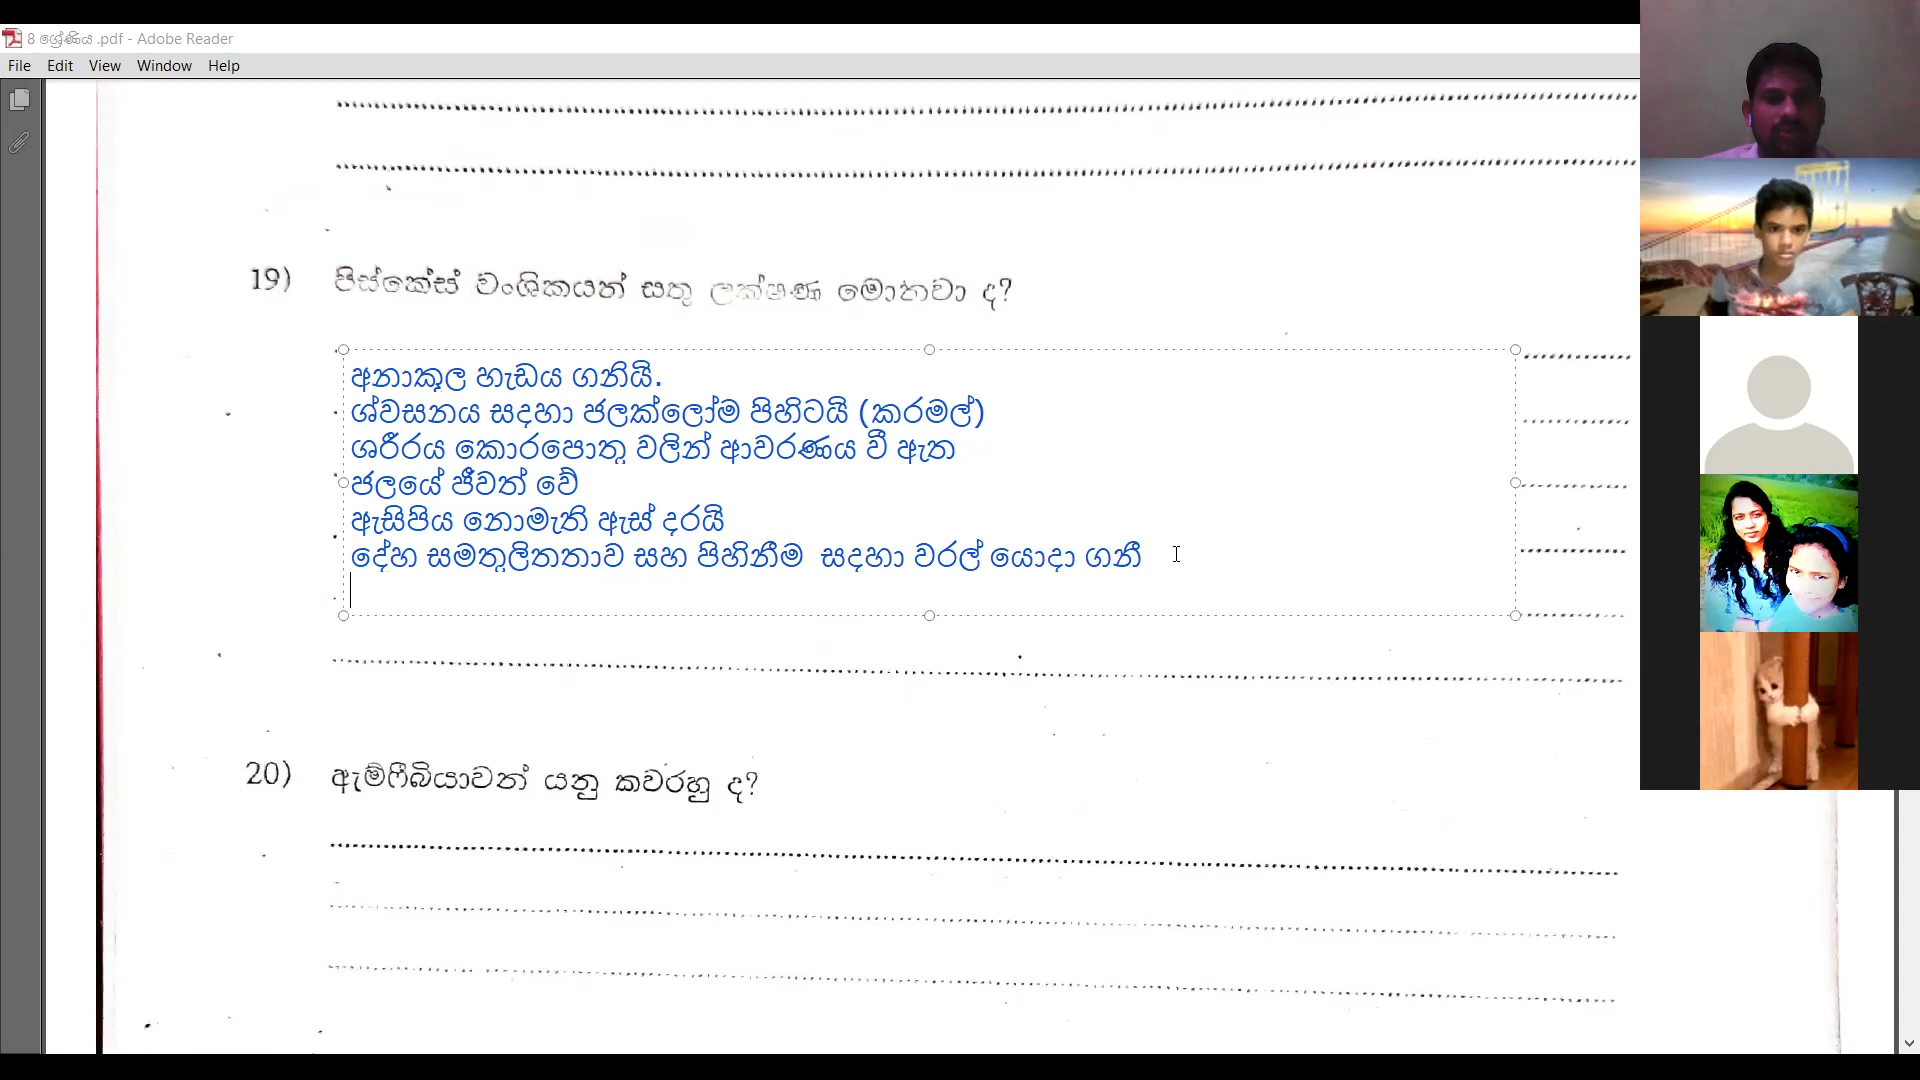 8 ශ්‍රේණිය .pdf - Adobe Reader
File Edit View Window Help
19) පිස්කේස් වංශිකයන් සතු ලක්ෂණ මොනවා ද?
අනාකුල හැඩය ගනියි.
ශ්වසනය සදහා ජලක්ලෝම පිහිටයි (කරමල්)
ශරීරය කොරපොතු වලින් ආවරණය වී ඇත
ජලයේ ජීවත් වේ
ඇසිපිය නොමැති ඇස් දරයි
දේහ සමතුලිතතාව සහ පිහිනීම සදහා වරල් යොදා ගනී
20) ඇම්ෆීබියාවන් යනු කවරහු ද?